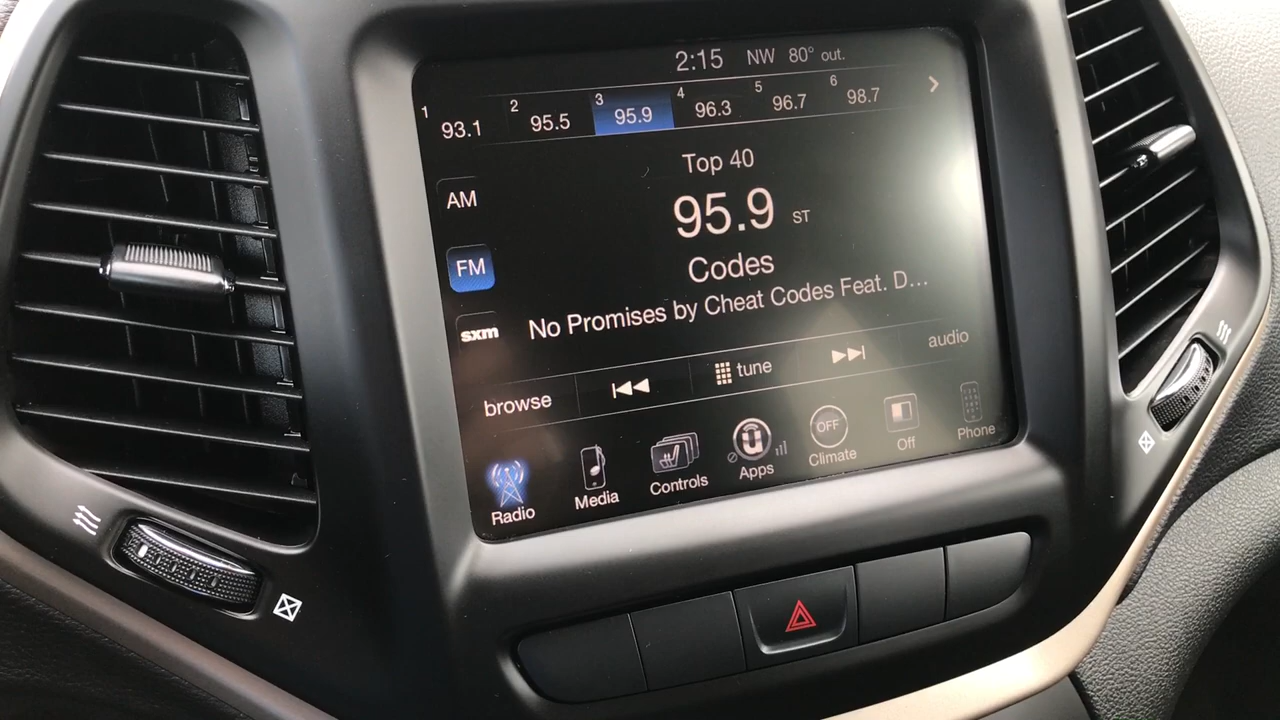 2:15 NW 80° out.
1 93.1 2 95.5 3 95.9 4 96.3 5 96.7 6 98.7
Top 40
AM
95.9 ST
FM
Codes
sxm
No Promises by Cheat Codes Feat. D...
browse tune audio
Radio Media Controls Apps OFF Climate Off Phone